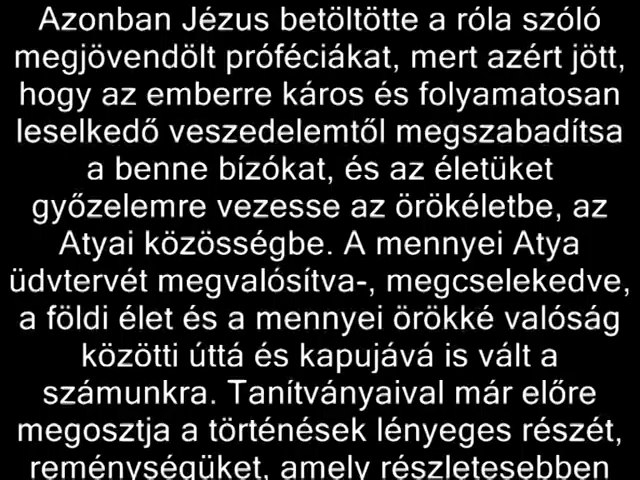 Azonban Jézus betöltötte a róla szóló
megjövendölt próféciákat, mert azért jött,
hogy az emberre káros és folyamatosan
leselkedő veszedelemtől megszabadítsa
a benne bízókat, és az életüket
győzelemre vezesse az örökéletbe, az
Atyai közösségbe. A mennyei Atya
üdvtervét megvalósítva-, megcselekedve,
a földi élet és a mennyei örökké valóság
közötti úttá és kapujává is vált a
számunkra. Tanítványaival már előre
megosztja a történések lényeges részét,
reménységüket, amely részletesebben